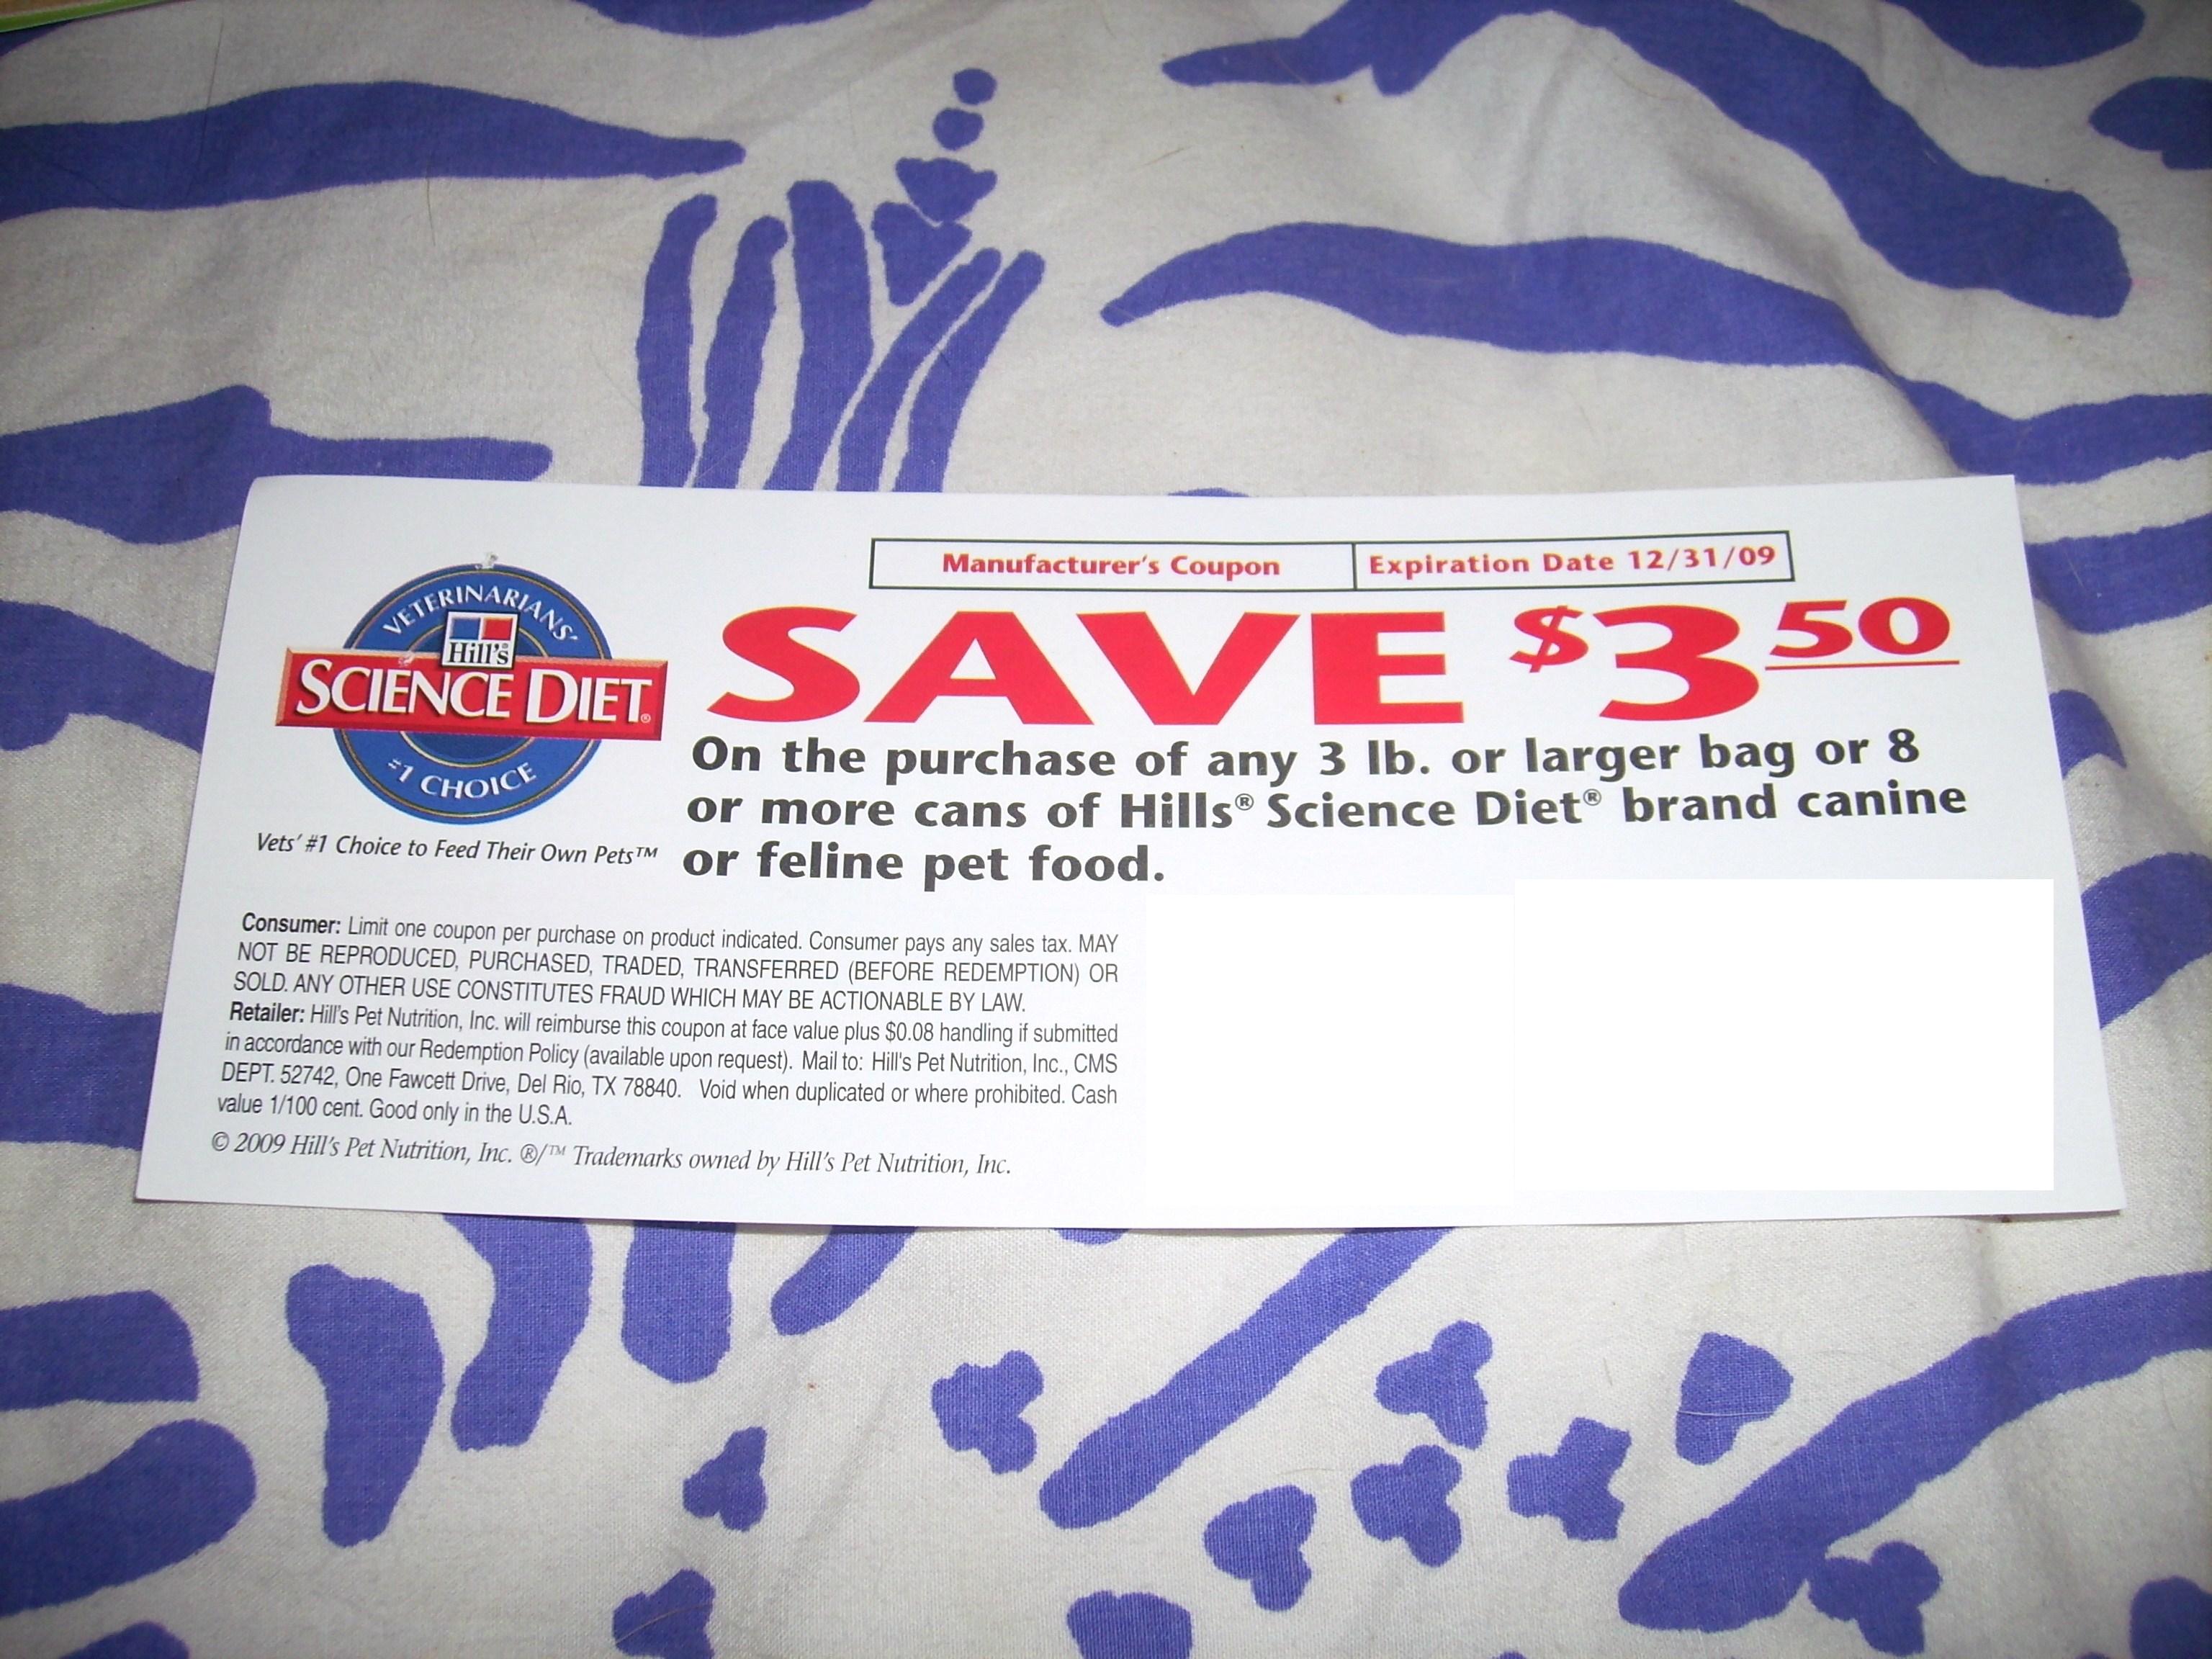 Manufacturer's Coupon
Expiration Date 12/31/09
VETERINARIANS'
Hill's®
SCIENCE DIET®
#1 CHOICE
Vets' #1 Choice to Feed Their Own Pets™
SAVE $3 50
On the purchase of any 3 lb. or larger bag or 8
or more cans of Hills® Science Diet® brand canine
or feline pet food.
Consumer: Limit one coupon per purchase on product indicated. Consumer pays any sales tax. MAY
NOT BE REPRODUCED, PURCHASED, TRADED, TRANSFERRED (BEFORE REDEMPTION) OR
SOLD. ANY OTHER USE CONSTITUTES FRAUD WHICH MAY BE ACTIONABLE BY LAW.
Retailer: Hill's Pet Nutrition, Inc. will reimburse this coupon at face value plus $0.08 handling if submitted
in accordance with our Redemption Policy (available upon request). Mail to: Hill's Pet Nutrition, Inc., CMS
DEPT. 52742, One Fawcett Drive, Del Rio, TX 78840. Void when duplicated or where prohibited. Cash
value 1/100 cent. Good only in the U.S.A.
© 2009 Hill's Pet Nutrition, Inc. ®/™ Trademarks owned by Hill's Pet Nutrition, Inc.